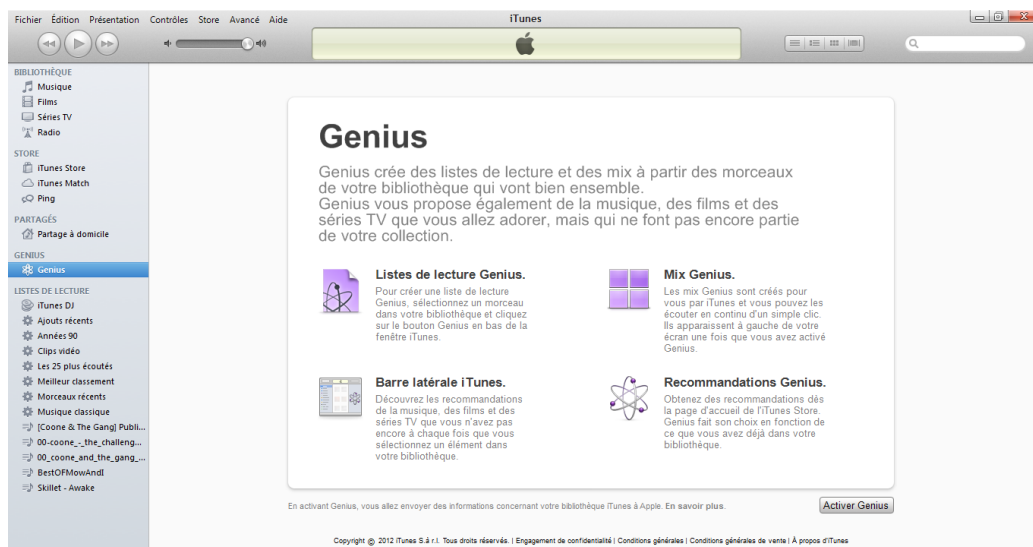 Fichier Édition Présentation Contrôles Store Avancé Aide
iTunes
BIBLIOTHÈQUE
Musique
Films
Séries TV
Radio
STORE
iTunes Store
iTunes Match
Ping
PARTAGÉS
Partage à domicile
GENIUS
Genius
LISTES DE LECTURE
iTunes DJ
Ajouts récents
Années 90
Clips vidéo
Les 25 plus écoutés
Meilleur classement
Morceaux récents
Musique classique
[Coone & The Gang] Publi...
00-coone_-_the_challeng...
00_coone_and_the_gang_...
BestOFMowAndI
Skillet - Awake
Genius
Genius crée des listes de lecture et des mix à partir des morceaux
de votre bibliothèque qui vont bien ensemble.
Genius vous propose également de la musique, des films et des
séries TV que vous allez adorer, mais qui ne font pas encore partie
de votre collection.
Listes de lecture Genius.
Pour créer une liste de lecture
Genius, sélectionnez un morceau
dans votre bibliothèque et cliquez
sur le bouton Genius en bas de la
fenêtre iTunes.
Mix Genius.
Les mix Genius sont créés pour
vous par iTunes et vous pouvez les
écouter en continu d'un simple clic.
Ils apparaissent à gauche de votre
écran une fois que vous avez activé
Genius.
Barre latérale iTunes.
Découvrez les recommandations
de la musique, des films et des
séries TV que vous n'avez pas
encore à chaque fois que vous
sélectionnez un élément dans
votre bibliothèque.
Recommandations Genius.
Obtenez des recommandations dès
la page d'accueil de l'iTunes Store.
Genius fait son choix en fonction de
ce que vous avez déjà dans votre
bibliothèque.
En activant Genius, vous allez envoyer des informations concernant votre bibliothèque iTunes à Apple. En savoir plus.
Activer Genius
Copyright © 2012 iTunes S.à r.l. Tous droits réservés. | Engagement de confidentialité | Conditions générales | Conditions générales de vente | À propos d'iTunes